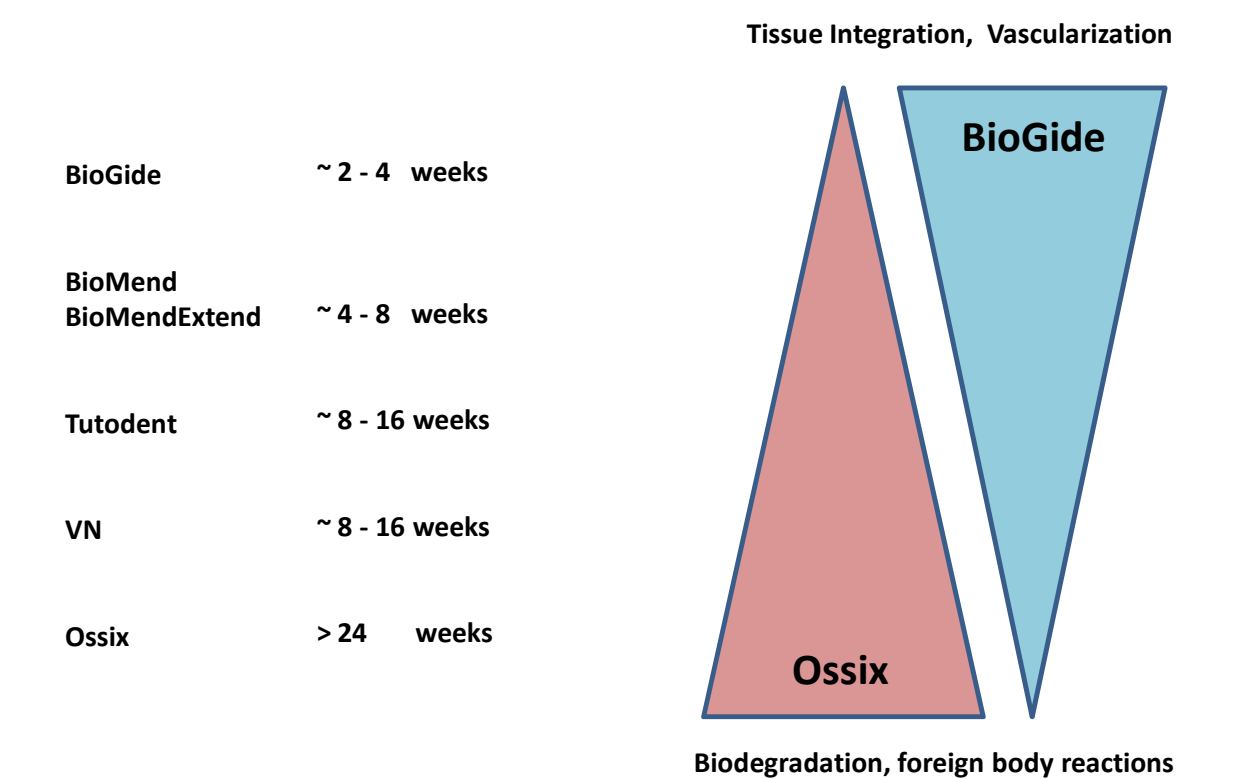 Tissue Integration, Vascularization
BioGide
BioGide ~ 2 - 4 weeks
BioMend
BioMendExtend ~ 4 - 8 weeks
Tutodent ~ 8 - 16 weeks
VN ~ 8 - 16 weeks
Ossix > 24 weeks
Ossix
Biodegradation, foreign body reactions